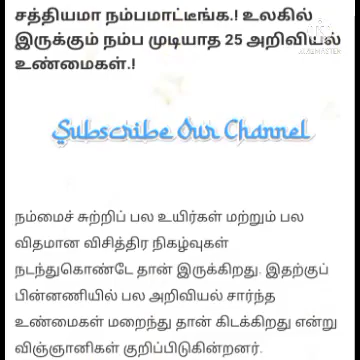 சத்தியமா நம்பமாட்டீங்க.! உலகில்
இருக்கும் நம்ப முடியாத 25 அறிவியல்
உண்மைகள்.!
Subscribe Our Channel
நம்மைச் சுற்றிப் பல உயிர்கள் மற்றும் பல
விதமான விசித்திர நிகழ்வுகள்
நடந்துகொண்டே தான் இருக்கிறது. இதற்குப்
பின்னணியில் பல அறிவியல் சார்ந்த
உண்மைகள் மறைந்து தான் கிடக்கிறது என்று
விஞ்ஞானிகள் குறிப்பிடுகின்றனர்.